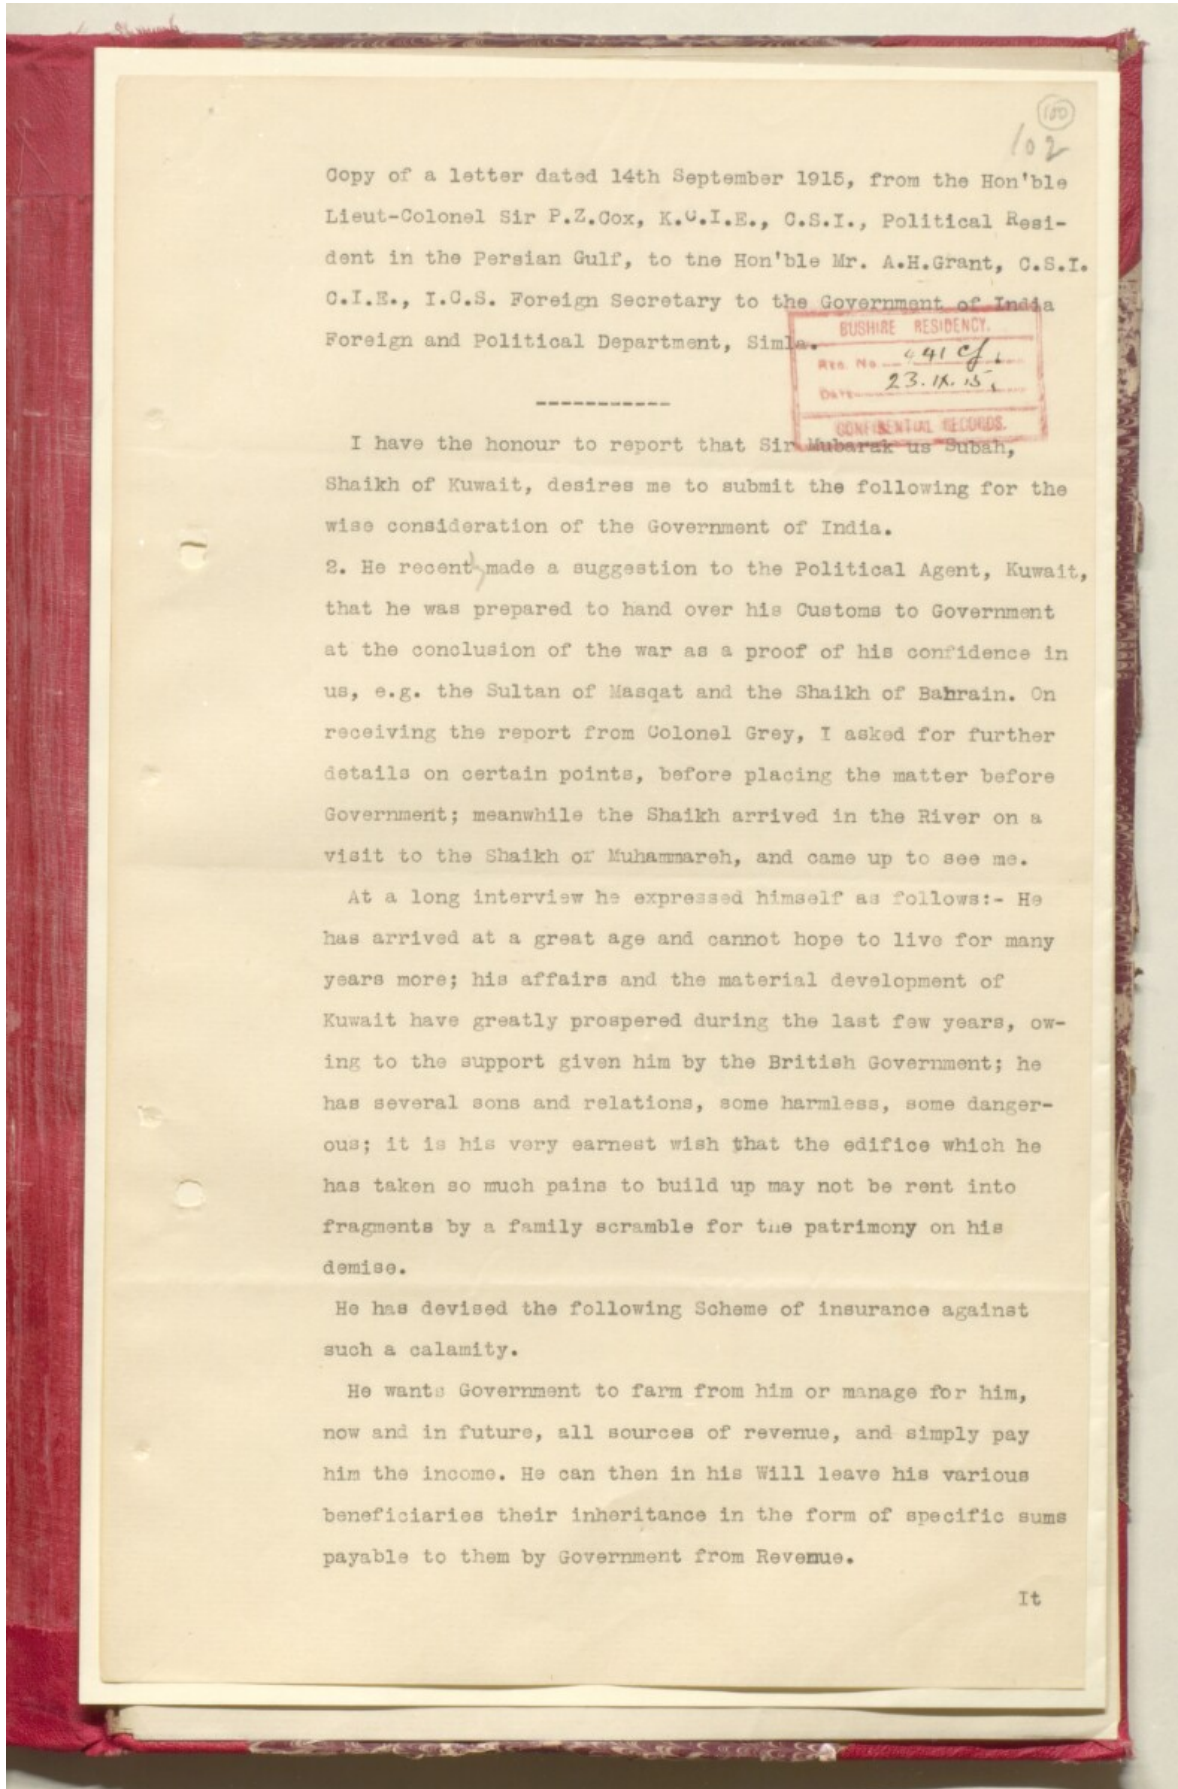 100
102
Copy of a letter dated 14th September 1915, from the Hon'ble
Lieut-Colonel Sir P.Z.Cox, K.C.I.E., C.S.I., Political Resi-
dent in the Persian Gulf, to the Hon'ble Mr. A.H.Grant, C.S.I.
C.I.E., I.C.S. Foreign Secretary to the Government of India
Foreign and Political Department, Simla.
BUSHIRE RESIDENCY.
REG. No. 441 Cf.
DATE 23.IX.15.
CONFIDENTIAL RECORDS.
-----------
I have the honour to report that Sir Mubarak us Subah,
Shaikh of Kuwait, desires me to submit the following for the
wise consideration of the Government of India.
2. He recently made a suggestion to the Political Agent, Kuwait,
that he was prepared to hand over his Customs to Government
at the conclusion of the war as a proof of his confidence in
us, e.g. the Sultan of Masqat and the Shaikh of Bahrain. On
receiving the report from Colonel Grey, I asked for further
details on certain points, before placing the matter before
Government; meanwhile the Shaikh arrived in the River on a
visit to the Shaikh of Muhammareh, and came up to see me.
At a long interview he expressed himself as follows:- He
has arrived at a great age and cannot hope to live for many
years more; his affairs and the material development of
Kuwait have greatly prospered during the last few years, ow-
ing to the support given him by the British Government; he
has several sons and relations, some harmless, some danger-
ous; it is his very earnest wish that the edifice which he
has taken so much pains to build up may not be rent into
fragments by a family scramble for the patrimony on his
demise.
He has devised the following Scheme of insurance against
such a calamity.
He wants Government to farm from him or manage for him,
now and in future, all sources of revenue, and simply pay
him the income. He can then in his Will leave his various
beneficiaries their inheritance in the form of specific sums
payable to them by Government from Revenue.
It